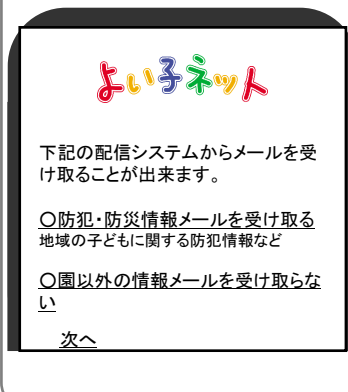 よい子ネット
下記の配信システムからメールを受
け取ることが出来ます。
〇防犯・防災情報メールを受け取る
地域の子どもに関する防犯情報など
〇園以外の情報メールを受け取らな
い
次へ